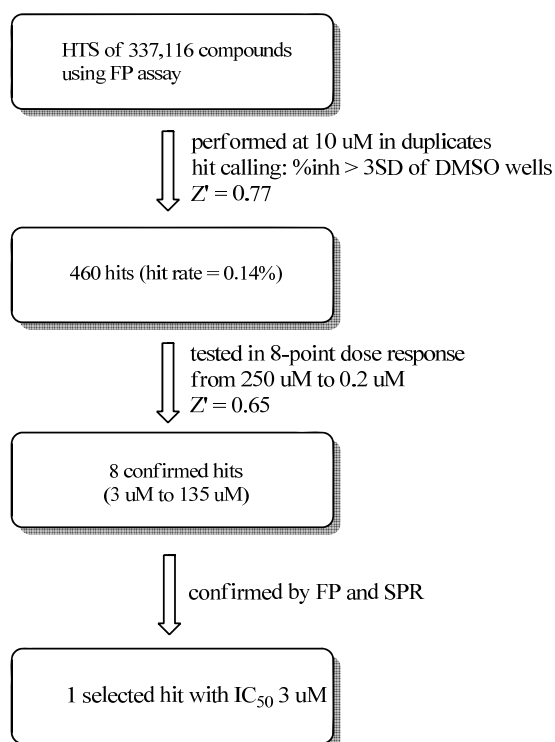 HTS of 337,116 compounds
using FP assay
performed at 10 uM in duplicates
hit calling: %inh > 3SD of DMSO wells
Z' = 0.77
460 hits (hit rate = 0.14%)
tested in 8-point dose response
from 250 uM to 0.2 uM
Z' = 0.65
8 confirmed hits
(3 uM to 135 uM)
confirmed by FP and SPR
1 selected hit with IC50 3 uM